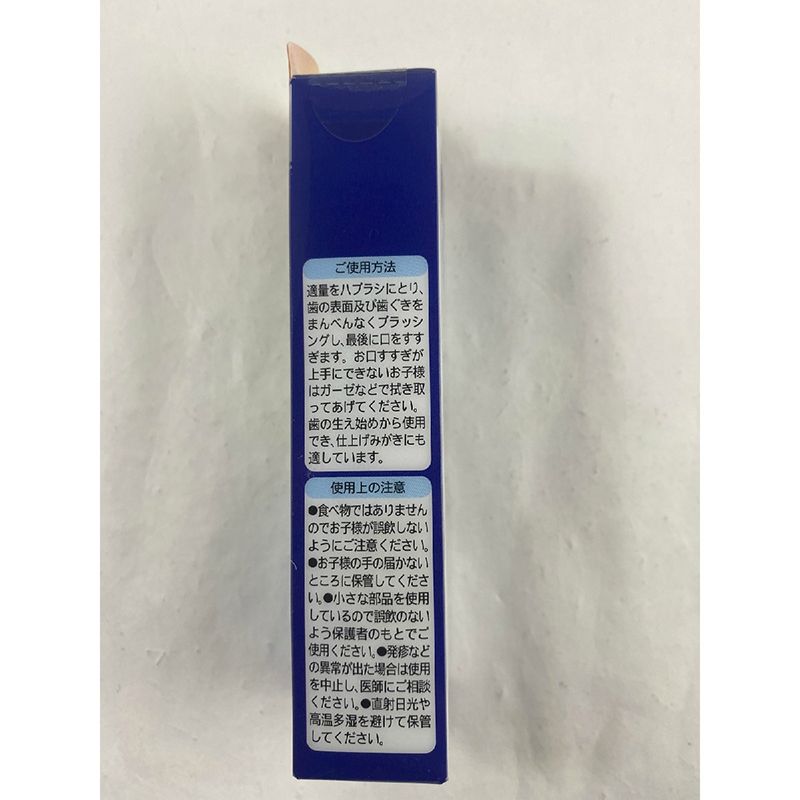 ご使用方法
適量をハブラシにとり、
歯の表面及び歯ぐきを
まんべんなくブラッシ
ングし、最後に口をすす
ぎます。お口すすぎが
上手にできないお子様
はガーゼなどで拭き取
ってあげてください。
歯の生え始めから使用
でき、仕上げみがきにも
適しています。
使用上の注意
●食べ物ではありません
のでお子様が誤飲しない
ようにご注意ください。
●お子様の手の届かない
ところに保管してくださ
い。●小さな部品を使用
しているので誤飲のない
よう保護者のもとでご
使用ください。●発疹など
の異常が出た場合は使用
を中止し、医師にご相談
ください。●直射日光や
高温多湿を避けて保管
してください。